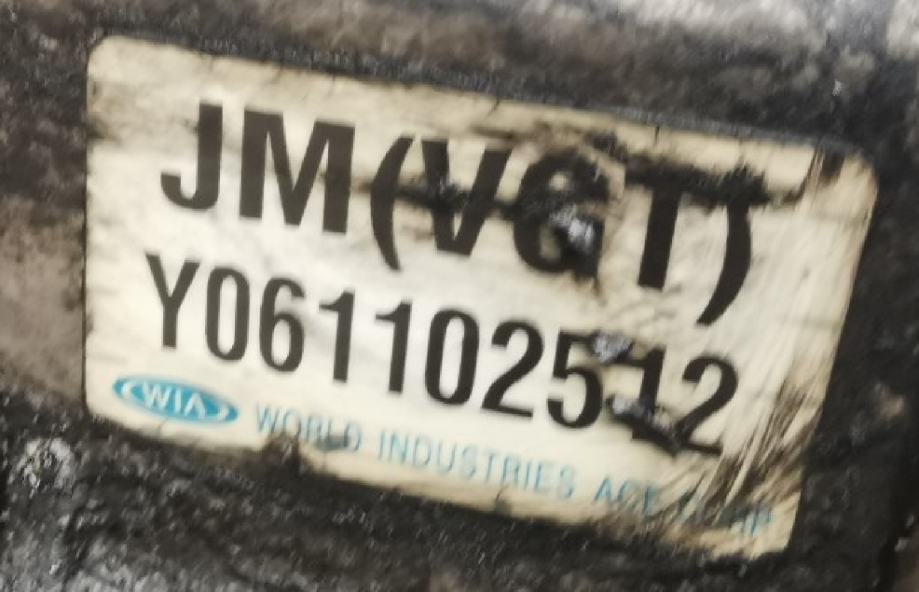 JM(VGT)
Y061102512
WIA WORLD INDUSTRIES ACE CORP